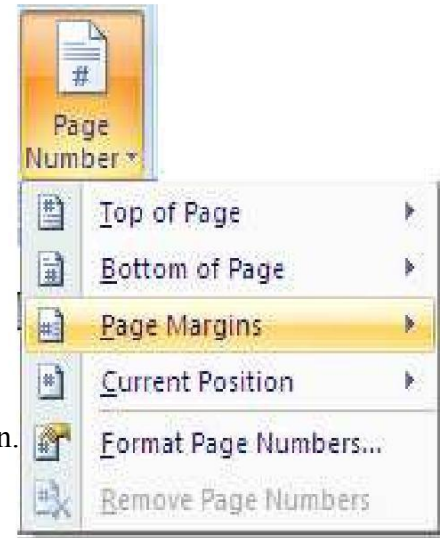 #
Page
Number
Top of Page
Bottom of Page
Page Margins
Current Position
n.
Format Page Numbers...
Remove Page Numbers